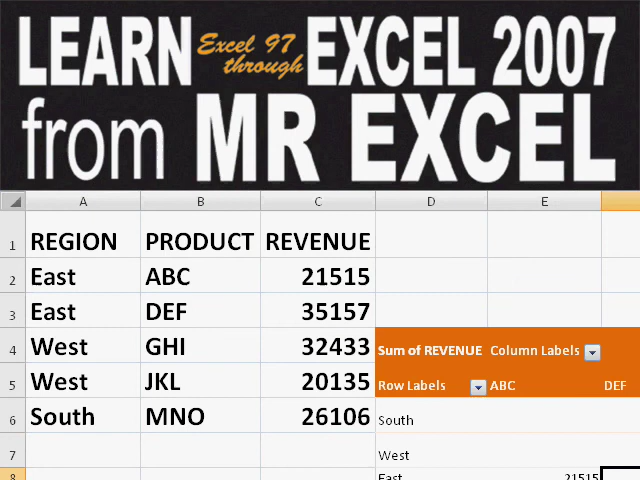 LEARN Excel 97 through EXCEL 2007
from MR EXCEL
A B C D E
1 REGION PRODUCT REVENUE
2 East ABC 21515
3 East DEF 35157
4 West GHI 32433 Sum of REVENUE Column Labels
5 West JKL 20135 Row Labels ABC DEF
6 South MNO 26106 South
7 West
8 East 21515